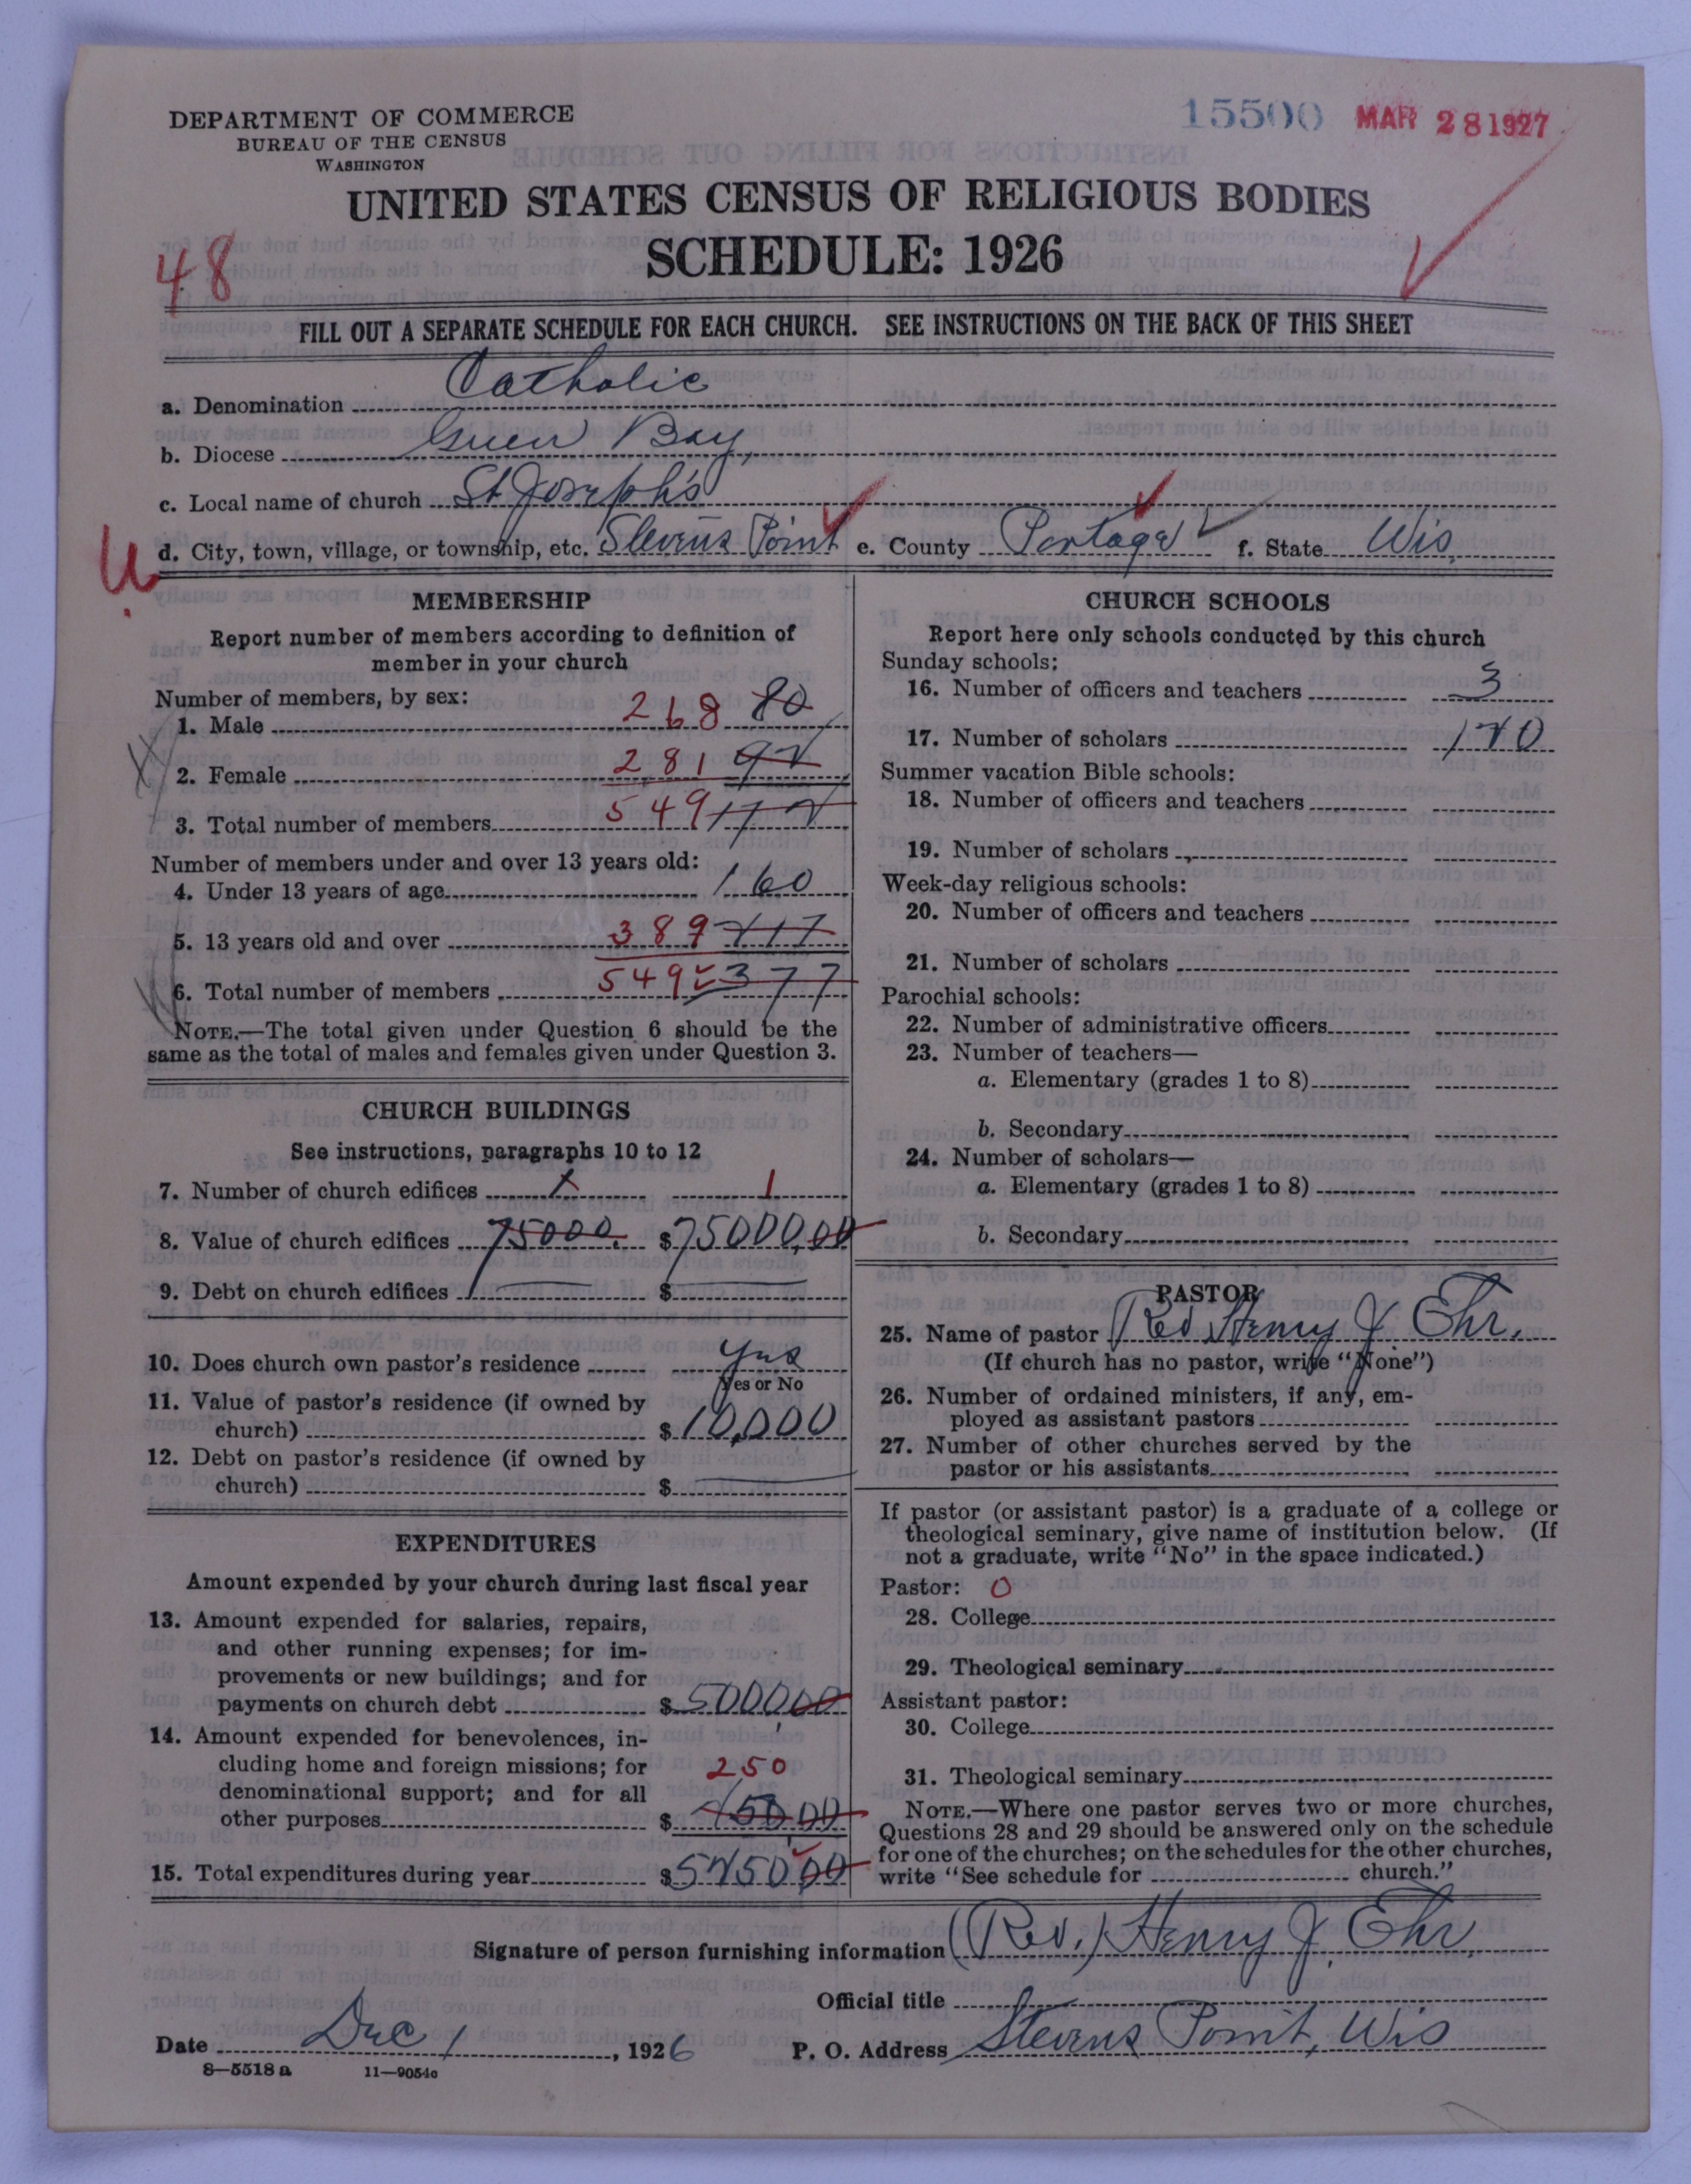 DEPARTMENT OF COMMERCE
BUREAU OF THE CENSUS
WASHINGTON
15500 MAR 28 1927
UNITED STATES CENSUS OF RELIGIOUS BODIES
SCHEDULE: 1926
48
FILL OUT A SEPARATE SCHEDULE FOR EACH CHURCH. SEE INSTRUCTIONS ON THE BACK OF THIS SHEET
a. Denomination Catholic
b. Diocese Green Bay,
c. Local name of church St Joseph's
d. City, town, village, or township, etc. Stevens Point e. County Portage f. State Wis.
MEMBERSHIP
Report number of members according to definition of
member in your church
Number of members, by sex:
1. Male 268 80
2. Female 281
3. Total number of members 549
Number of members under and over 13 years old:
4. Under 13 years of age 160
5. 13 years old and over 389
6. Total number of members 549 377
NOTE.—The total given under Question 6 should be the
same as the total of males and females given under Question 3.
CHURCH BUILDINGS
See instructions, paragraphs 10 to 12
7. Number of church edifices 1
8. Value of church edifices 75000. $75000,00
9. Debt on church edifices $
10. Does church own pastor's residence yes
Yes or No
11. Value of pastor's residence (if owned by
church) $10,000
12. Debt on pastor's residence (if owned by
church) $
EXPENDITURES
Amount expended by your church during last fiscal year
13. Amount expended for salaries, repairs,
and other running expenses; for im-
provements or new buildings; and for
payments on church debt $500000
14. Amount expended for benevolences, in-
cluding home and foreign missions; for 250
denominational support; and for all
other purposes $
15. Total expenditures during year $
CHURCH SCHOOLS
Report here only schools conducted by this church
Sunday schools:
16. Number of officers and teachers 3
17. Number of scholars
Summer vacation Bible schools:
18. Number of officers and teachers
19. Number of scholars
Week-day religious schools:
20. Number of officers and teachers
21. Number of scholars
Parochial schools:
22. Number of administrative officers
23. Number of teachers—
a. Elementary (grades 1 to 8)
b. Secondary
24. Number of scholars—
a. Elementary (grades 1 to 8)
b. Secondary
PASTOR
25. Name of pastor Rev Henry J Ehr.
(If church has no pastor, write "None")
26. Number of ordained ministers, if any, em-
ployed as assistant pastors
27. Number of other churches served by the
pastor or his assistants
If pastor (or assistant pastor) is a graduate of a college or
theological seminary, give name of institution below. (If
not a graduate, write "No" in the space indicated.)
Pastor: 0
28. College
29. Theological seminary
Assistant pastor:
30. College
31. Theological seminary
NOTE.—Where one pastor serves two or more churches,
Questions 28 and 29 should be answered only on the schedule
for one of the churches; on the schedules for the other churches,
write "See schedule for church."
Signature of person furnishing information (Rev.) Henry J. Ehr.
Official title
Date Dec 1, 1926 P. O. Address Stevens Point, Wis
8—5518 a 11—9054c